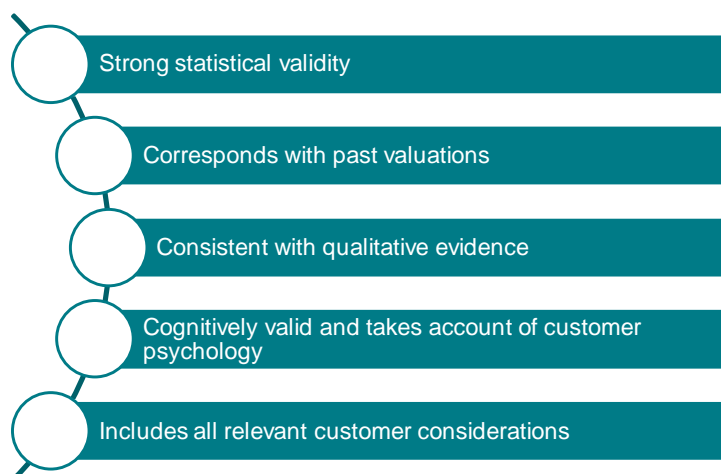 Strong statistical validity
Corresponds with past valuations
Consistent with qualitative evidence
Cognitively valid and takes account of customer
psychology
Includes all relevant customer considerations